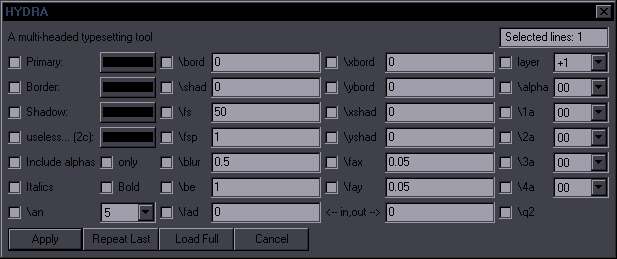 HYDRA
A multi-headed typesetting tool Selected lines: 1
Primary: \bord 0 \xbord 0 layer +1
Border: \shad 0 \ybord 0 \alpha 00
Shadow: \fs 50 \xshad 0 \1a 00
useless... (2c): \fsp 1 \yshad 0 \2a 00
Include alphas only \blur 0.5 \fax 0.05 \3a 00
Italics Bold \be 1 \fay 0.05 \4a 00
\an 5 \fad 0 <-- in,out --> 0 \q2
Apply Repeat Last Load Full Cancel